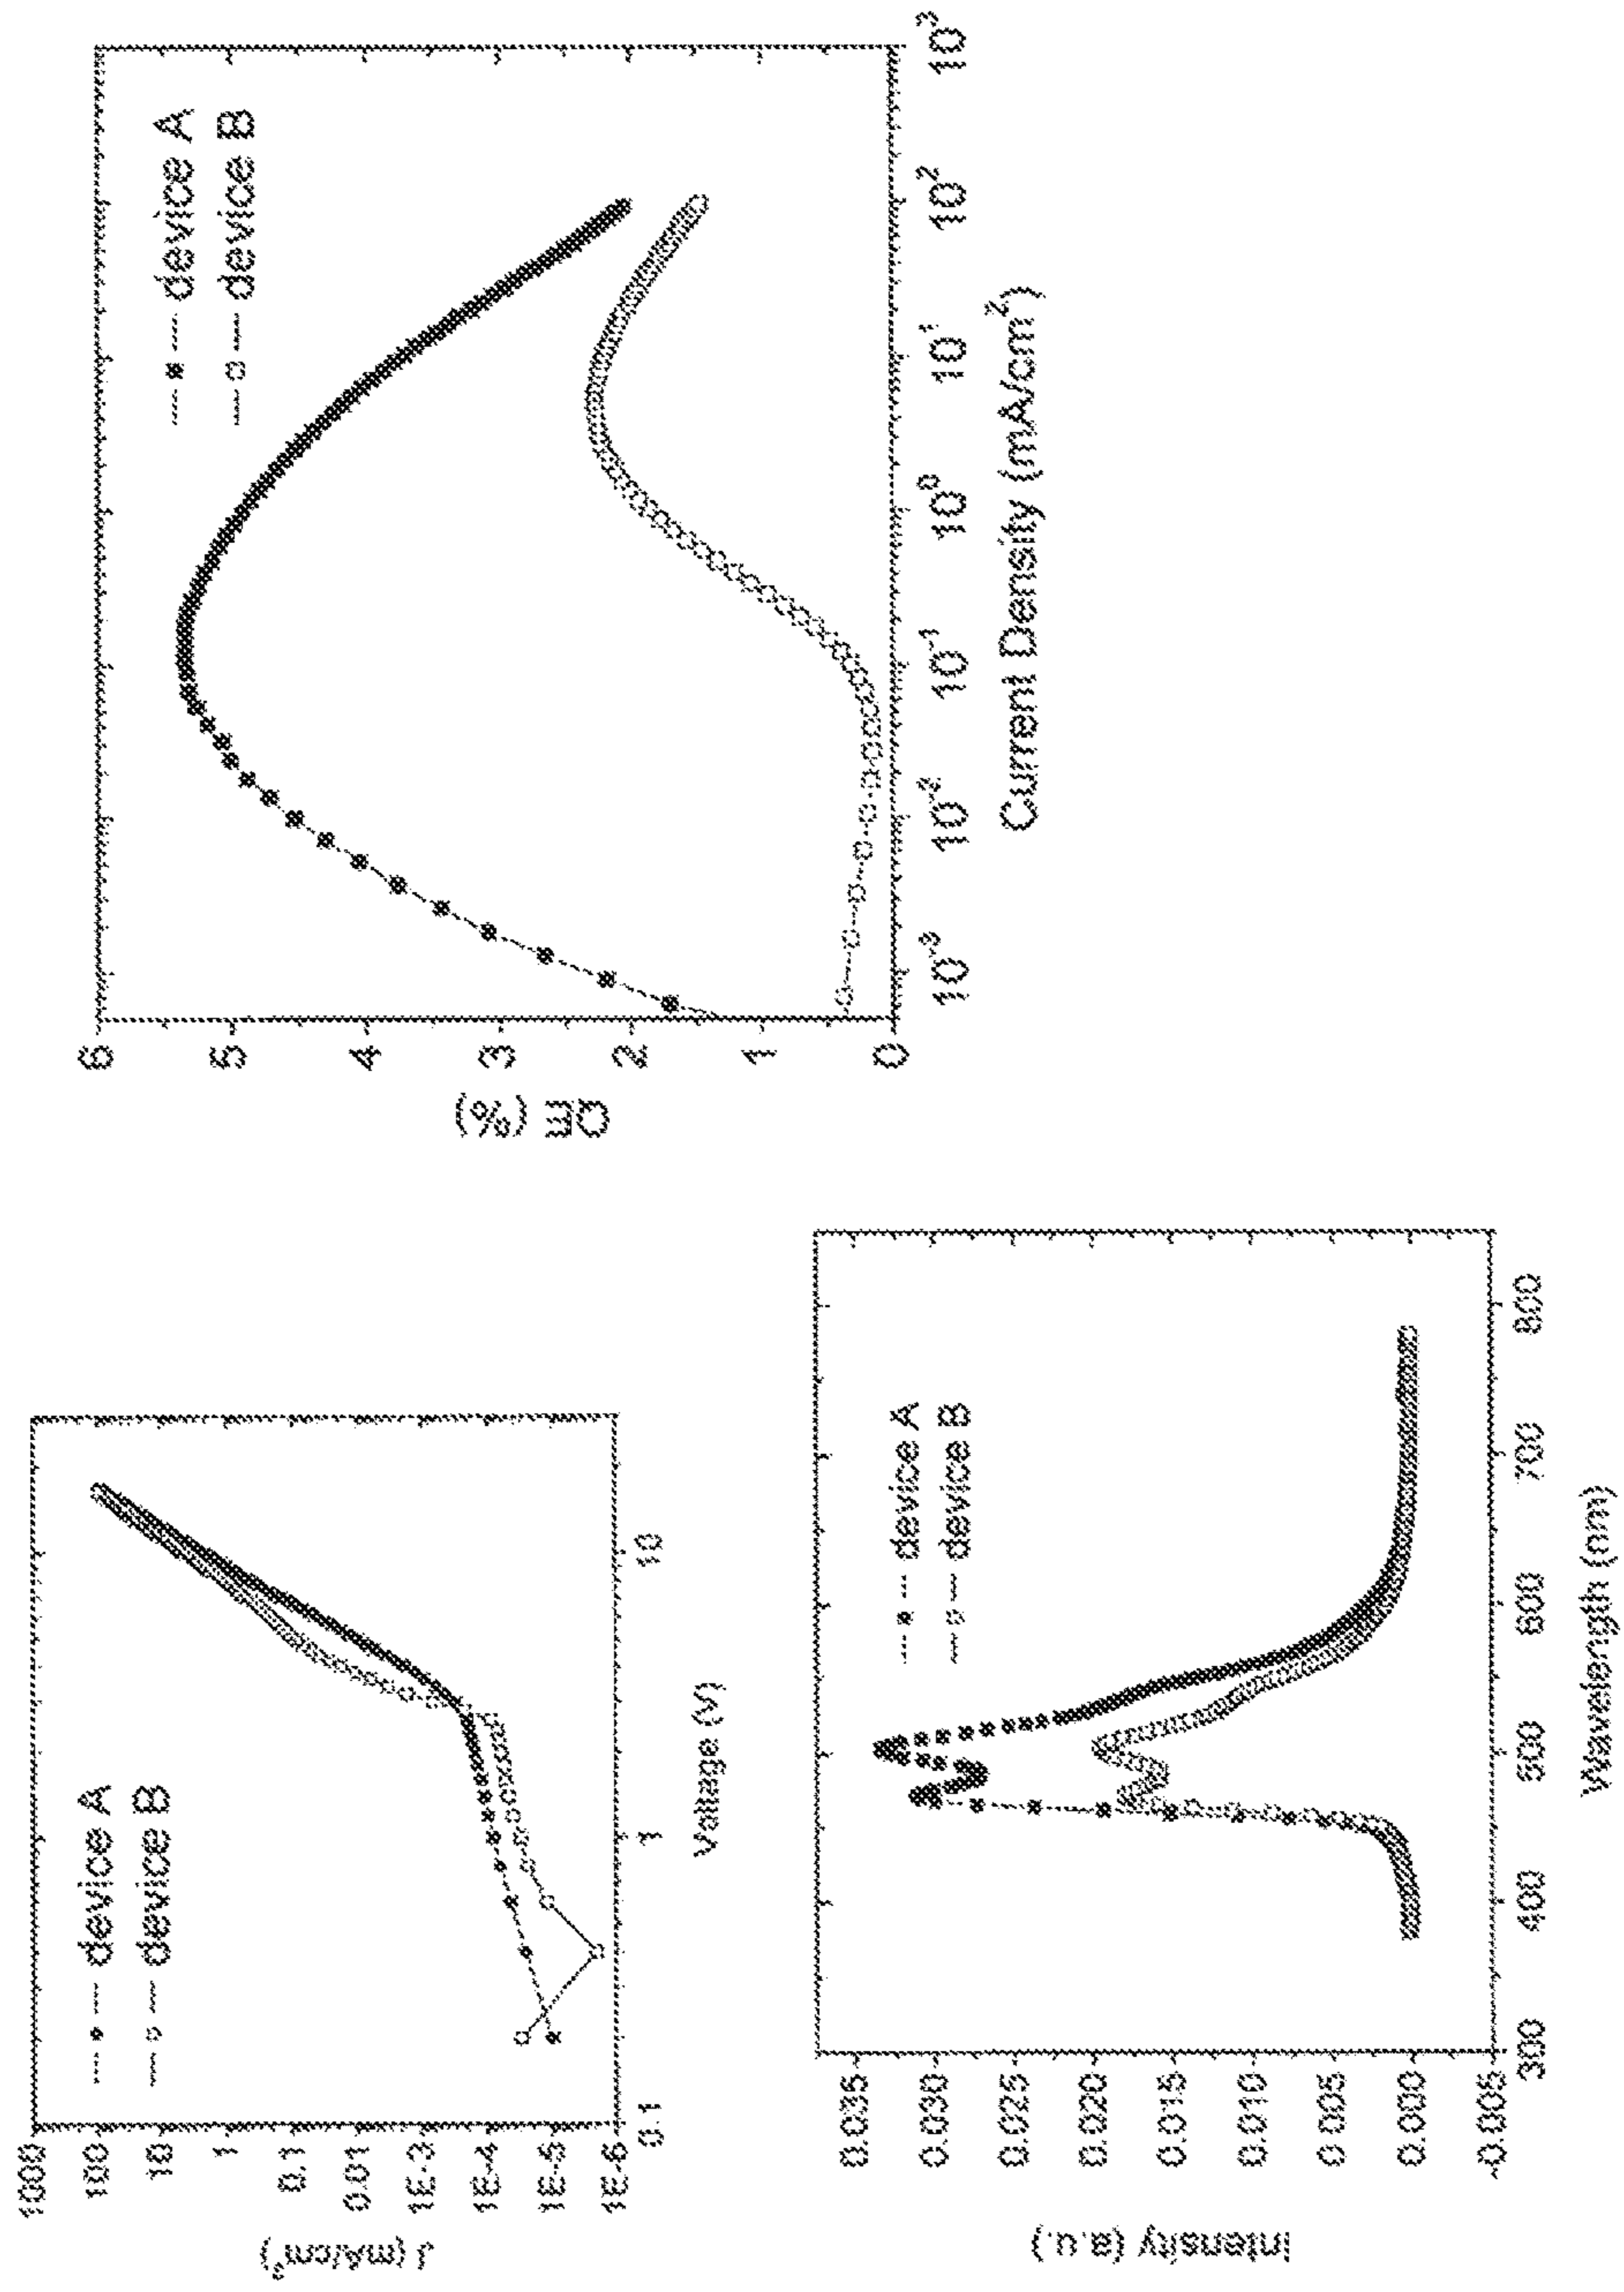 1000
100
10
1
0.1
0.01
1E-3
1E-4
1E-5
1E-6
J (mA/cm²)
device A
device B
0.1
1
10
Voltage (V)
0.035
0.030
0.025
0.020
0.015
0.010
0.005
0.000
-0.005
Intensity (a.u.)
device A
device B
300
400
500
600
700
800
Wavelength (nm)
6
5
4
3
2
1
0
QE (%)
device A
device B
10⁻³
10⁻²
10⁻¹
10⁰
10¹
10²
10³
Current Density (mA/cm²)